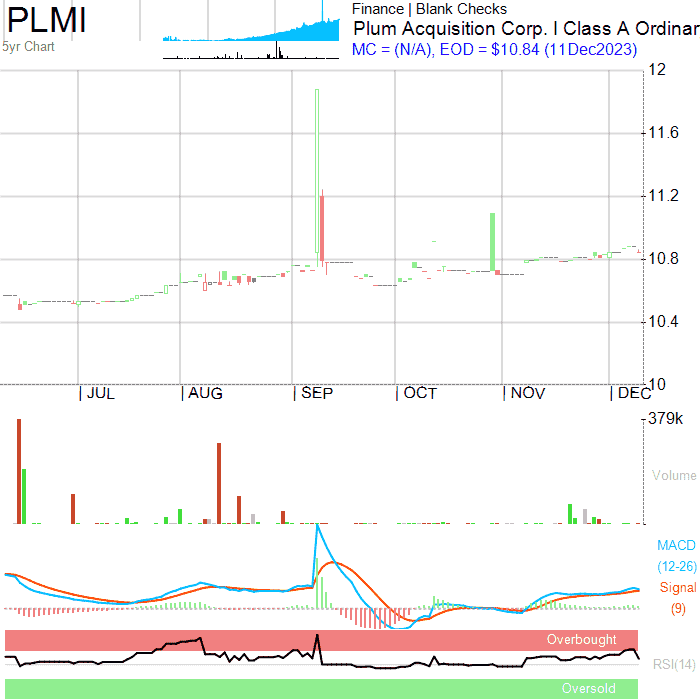 PLMI
5yr Chart
Finance | Blank Checks
Plum Acquisition Corp. I Class A Ordinar
MC = (N/A), EOD = $10.84 (11Dec2023)
12
11.6
11.2
10.8
10.4
10
| JUL | AUG | SEP | OCT | NOV | DEC
379k
Volume
MACD
(12-26)
Signal
(9)
Overbought
RSI(14)
Oversold